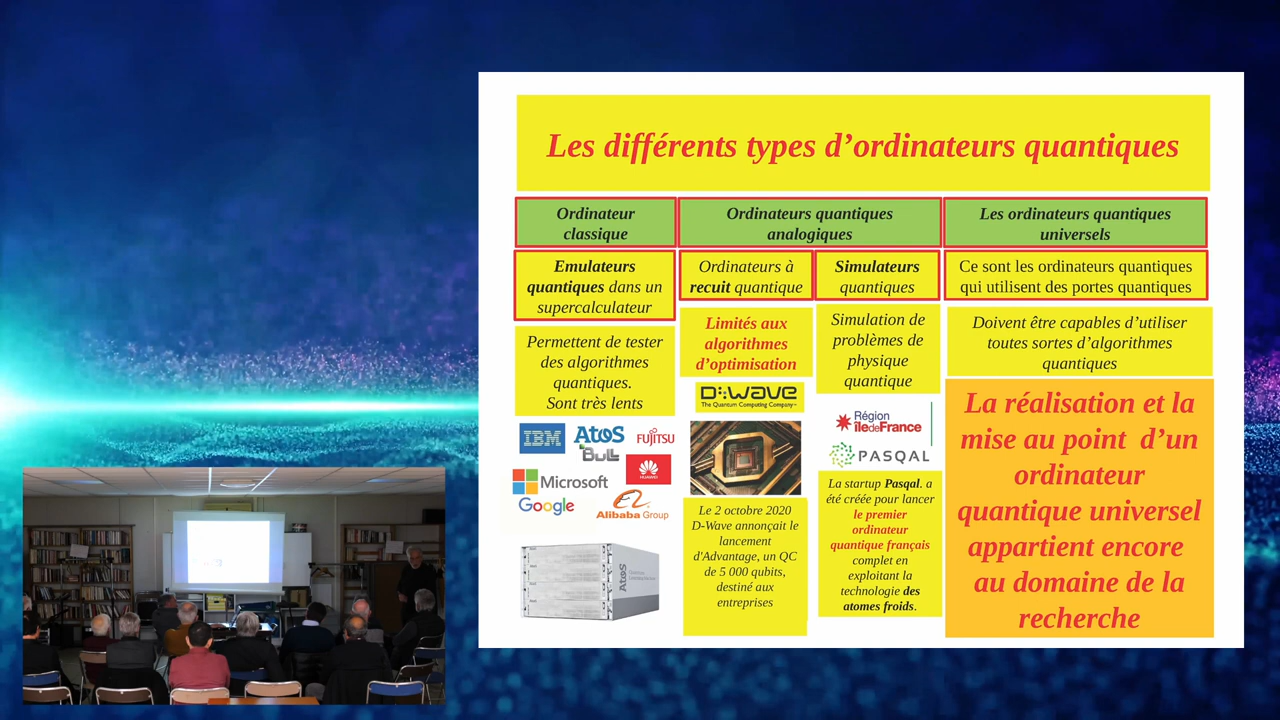 Les différents types d’ordinateurs quantiques
Ordinateur
classique
Ordinateurs quantiques
analogiques
Les ordinateurs quantiques
universels
Emulateurs
quantiques dans un
supercalculateur
Ordinateurs à
recuit quantique
Simulateurs
quantiques
Ce sont les ordinateurs quantiques
qui utilisent des portes quantiques
Permettent de tester
des algorithmes
quantiques.
Sont très lents
Limités aux
algorithmes
d’optimisation
Simulation de
problèmes de
physique
quantique
Doivent être capables d’utiliser
toutes sortes d’algorithmes
quantiques
IBM
Atos
Bull
FUJITSU
HUAWEI
Microsoft
Google
Alibaba Group
Atos
D:wave
The Quantum Computing Company
Le 2 octobre 2020
D-Wave annonçait le
lancement
d'Advantage, un QC
de 5 000 qubits,
destiné aux
entreprises
Région
îledeFrance
PASQAL
La startup Pasqal. a
été créée pour lancer
le premier
ordinateur
quantique français
complet en
exploitant la
technologie des
atomes froids.
La réalisation et la
mise au point d’un
ordinateur
quantique universel
appartient encore
au domaine de la
recherche